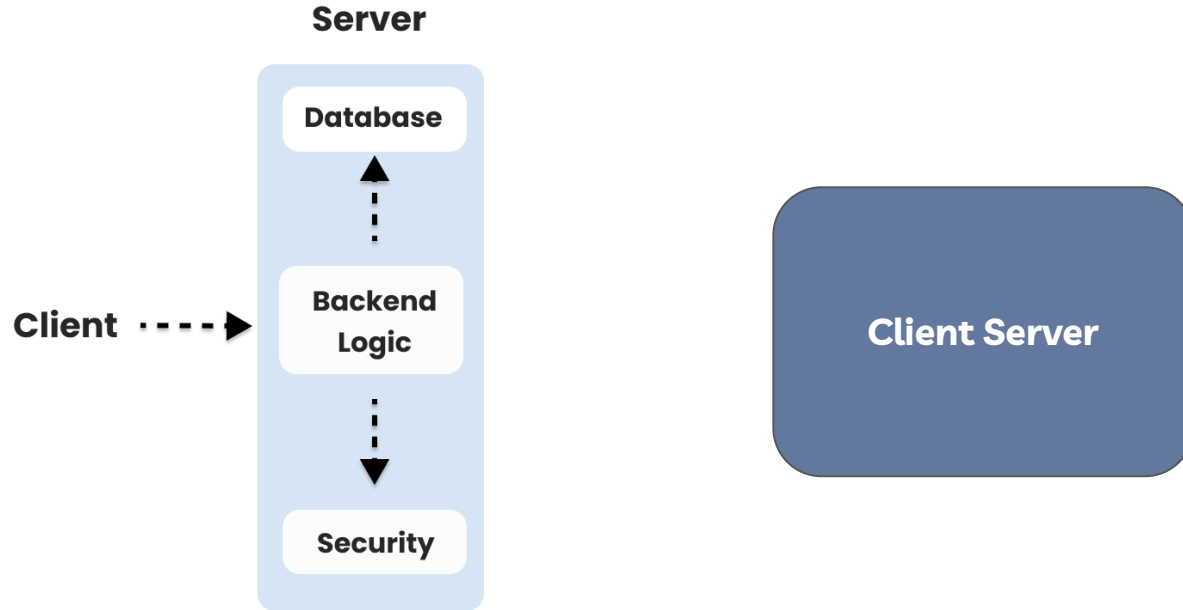 Server
Database
Client
Backend
Logic
Security
Client Server